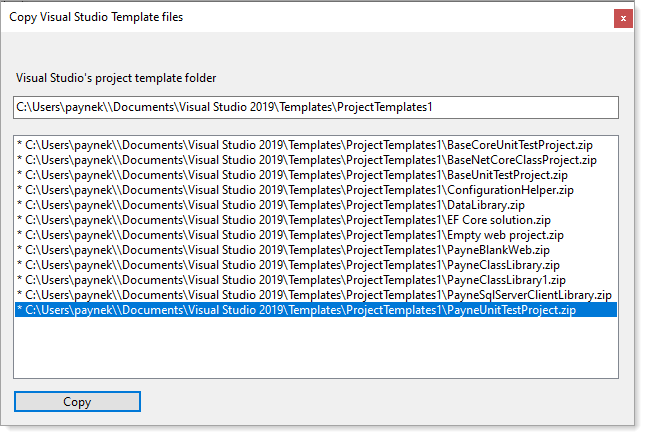 Copy Visual Studio Template files
x
Visual Studio's project template folder
C:\Users\paynek\\Documents\Visual Studio 2019\Templates\ProjectTemplates1
* C:\Users\paynek\\Documents\Visual Studio 2019\Templates\ProjectTemplates1\BaseCoreUnitTestProject.zip
* C:\Users\paynek\\Documents\Visual Studio 2019\Templates\ProjectTemplates1\BaseNetCoreClassProject.zip
* C:\Users\paynek\\Documents\Visual Studio 2019\Templates\ProjectTemplates1\BaseUnitTestProject.zip
* C:\Users\paynek\\Documents\Visual Studio 2019\Templates\ProjectTemplates1\ConfigurationHelper.zip
* C:\Users\paynek\\Documents\Visual Studio 2019\Templates\ProjectTemplates1\DataLibrary.zip
* C:\Users\paynek\\Documents\Visual Studio 2019\Templates\ProjectTemplates1\EF Core solution.zip
* C:\Users\paynek\\Documents\Visual Studio 2019\Templates\ProjectTemplates1\Empty web project.zip
* C:\Users\paynek\\Documents\Visual Studio 2019\Templates\ProjectTemplates1\PayneBlankWeb.zip
* C:\Users\paynek\\Documents\Visual Studio 2019\Templates\ProjectTemplates1\PayneClassLibrary.zip
* C:\Users\paynek\\Documents\Visual Studio 2019\Templates\ProjectTemplates1\PayneClassLibrary1.zip
* C:\Users\paynek\\Documents\Visual Studio 2019\Templates\ProjectTemplates1\PayneSqlServerClientLibrary.zip
* C:\Users\paynek\\Documents\Visual Studio 2019\Templates\ProjectTemplates1\PayneUnitTestProject.zip
Copy